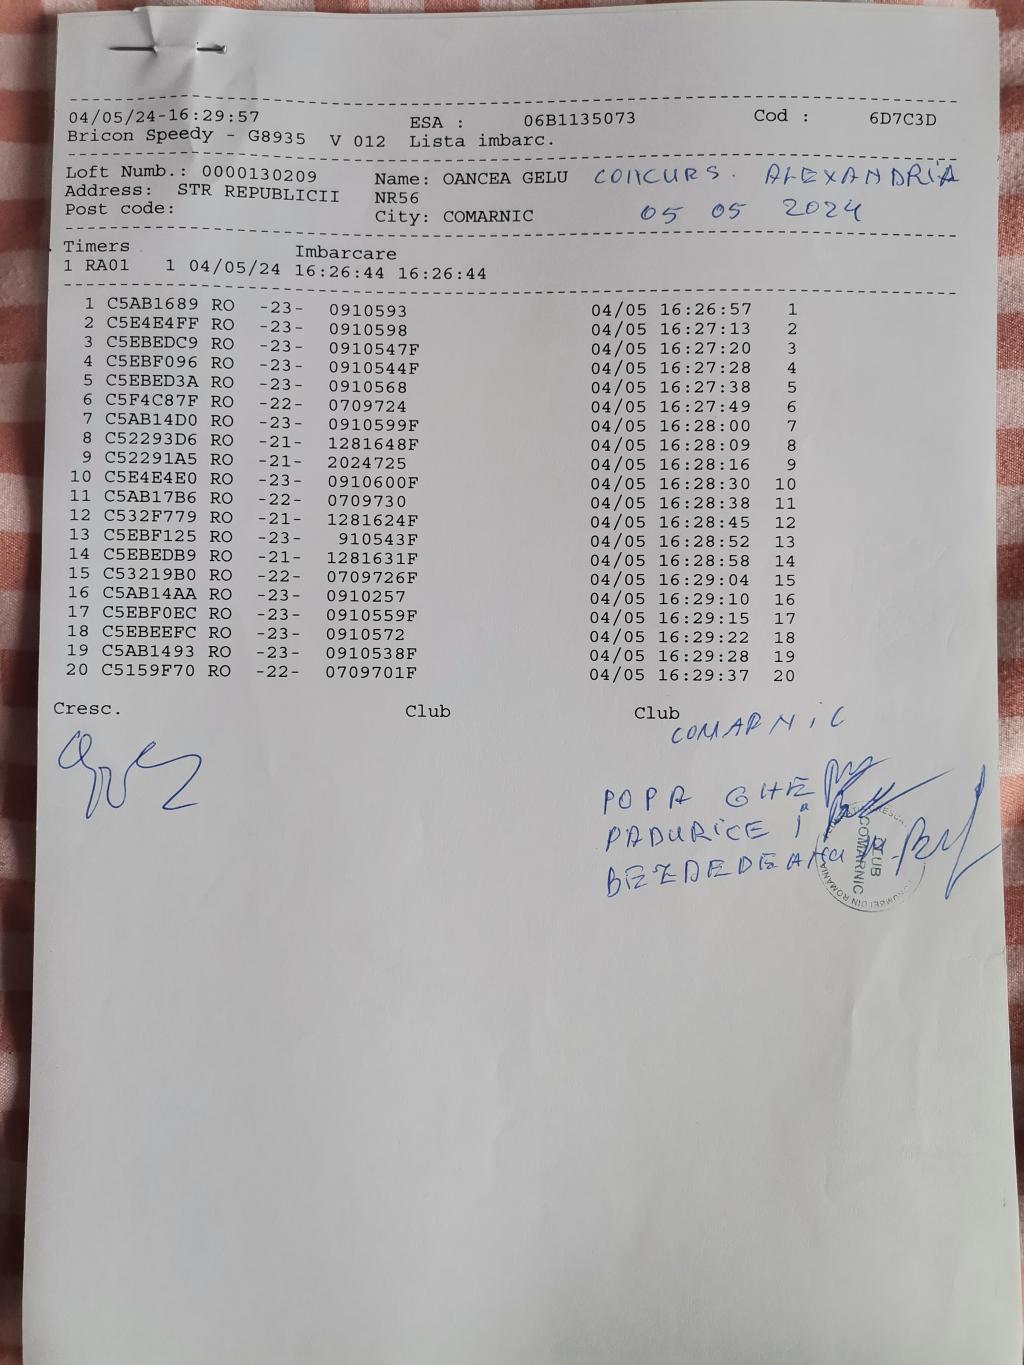 04/05/24-16:29:57 ESA : 06B1135073 Cod : 6D7C3D
Bricon Speedy - G8935 V 012 Lista imbarc.
Loft Numb.: 0000130209 Name: OANCEA GELU CONCURS. ALEXANDRIA
Address: STR REPUBLICII NR56 05 05 2024
Post code: City: COMARNIC
Timers Imbarcare
1 RA01 1 04/05/24 16:26:44 16:26:44
1 C5AB1689 RO -23- 0910593 04/05 16:26:57 1
2 C5E4E4FF RO -23- 0910598 04/05 16:27:13 2
3 C5EBEDC9 RO -23- 0910547F 04/05 16:27:20 3
4 C5EBF096 RO -23- 0910544F 04/05 16:27:28 4
5 C5EBED3A RO -23- 0910568 04/05 16:27:38 5
6 C5F4C87F RO -22- 0709724 04/05 16:27:49 6
7 C5AB14D0 RO -23- 0910599F 04/05 16:28:00 7
8 C52293D6 RO -21- 1281648F 04/05 16:28:09 8
9 C52291A5 RO -21- 2024725 04/05 16:28:16 9
10 C5E4E4E0 RO -23- 0910600F 04/05 16:28:30 10
11 C5AB17B6 RO -22- 0709730 04/05 16:28:38 11
12 C532F779 RO -21- 1281624F 04/05 16:28:45 12
13 C5EBF125 RO -23- 910543F 04/05 16:28:52 13
14 C5EBEDB9 RO -21- 1281631F 04/05 16:28:58 14
15 C53219B0 RO -22- 0709726F 04/05 16:29:04 15
16 C5AB14AA RO -23- 0910257 04/05 16:29:10 16
17 C5EBF0EC RO -23- 0910559F 04/05 16:29:15 17
18 C5EBEEFC RO -23- 0910572 04/05 16:29:22 18
19 C5AB1493 RO -23- 0910538F 04/05 16:29:28 19
20 C5159F70 RO -22- 0709701F 04/05 16:29:37 20
Cresc. Club Club
COMARNIC
POPA GHE
PADURICE I
BEZDEDEANU
CLUB
COMARNIC
DIN ROMANIA